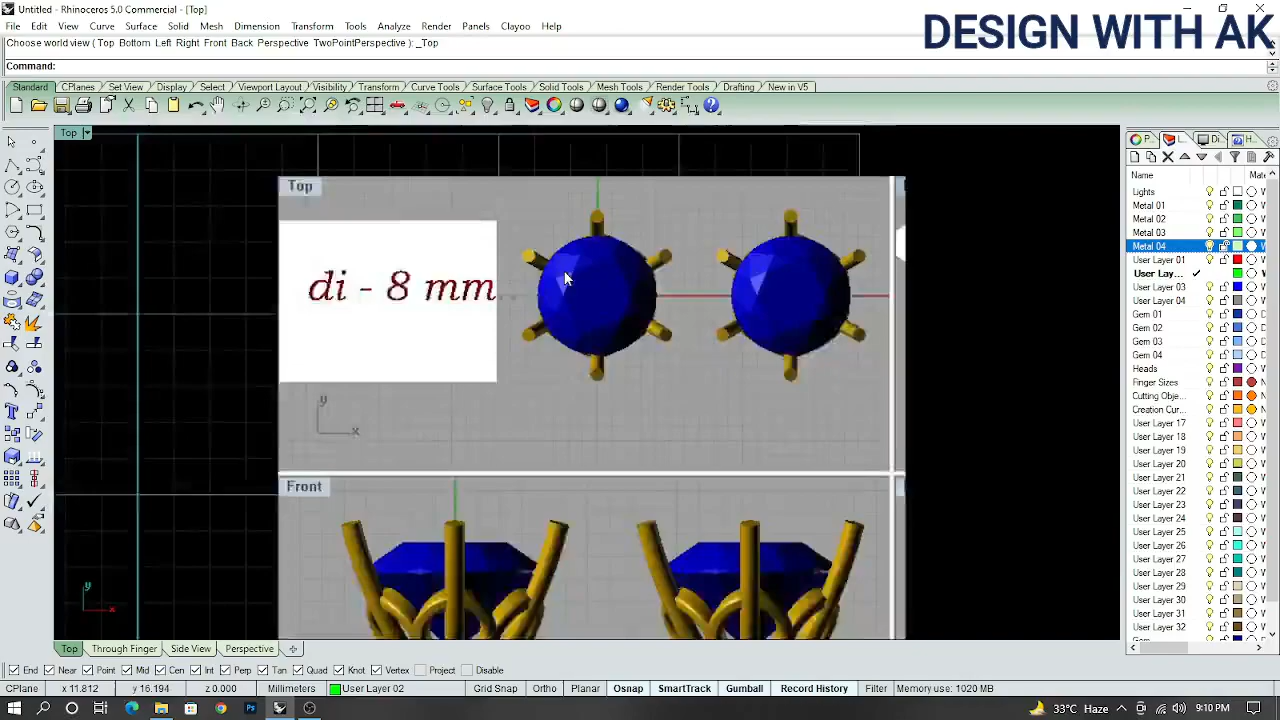 Untitled - Rhinoceros 5.0 Commercial - [Top]
DESIGN WITH AK
File Edit View Curve Surface Solid Mesh Dimension Transform Tools Analyze Render Panels Clayoo Help
Choose world view ( Top Bottom Left Right Front Back Perspective TwoPointPerspective ): _Top
Command:
Standard CPlanes Set View Display Select Viewport Layout Visibility Transform Curve Tools Surface Tools Solid Tools Mesh Tools Render Tools Drafting New in V5
Top
P... L... Di... H...
Name Mate
Lights
Metal 01
Metal 02
Metal 03
Metal 04
User Layer 01
User Lay...
User Layer 03
User Layer 04
Gem 01
Gem 02
Gem 03
Gem 04
Heads
Finger Sizes
Cutting Obje...
Creation Cur...
User Layer 17
User Layer 18
User Layer 19
User Layer 20
User Layer 21
User Layer 22
User Layer 23
User Layer 24
User Layer 25
User Layer 26
User Layer 27
User Layer 28
User Layer 29
User Layer 30
User Layer 31
User Layer 32
Top
di - 8 mm
y
x
Front
y
x
Top Through Finger Side View Perspective
End Near Point Mid Cen Int Perp Tan Quad Knot Vertex Project Disable
CPlane x 11.812 y 16.194 z 0.000 Millimeters User Layer 02 Grid Snap Ortho Planar Osnap SmartTrack Gumball Record History Filter Memory use: 1020 MB
33°C Haze 9:10 PM